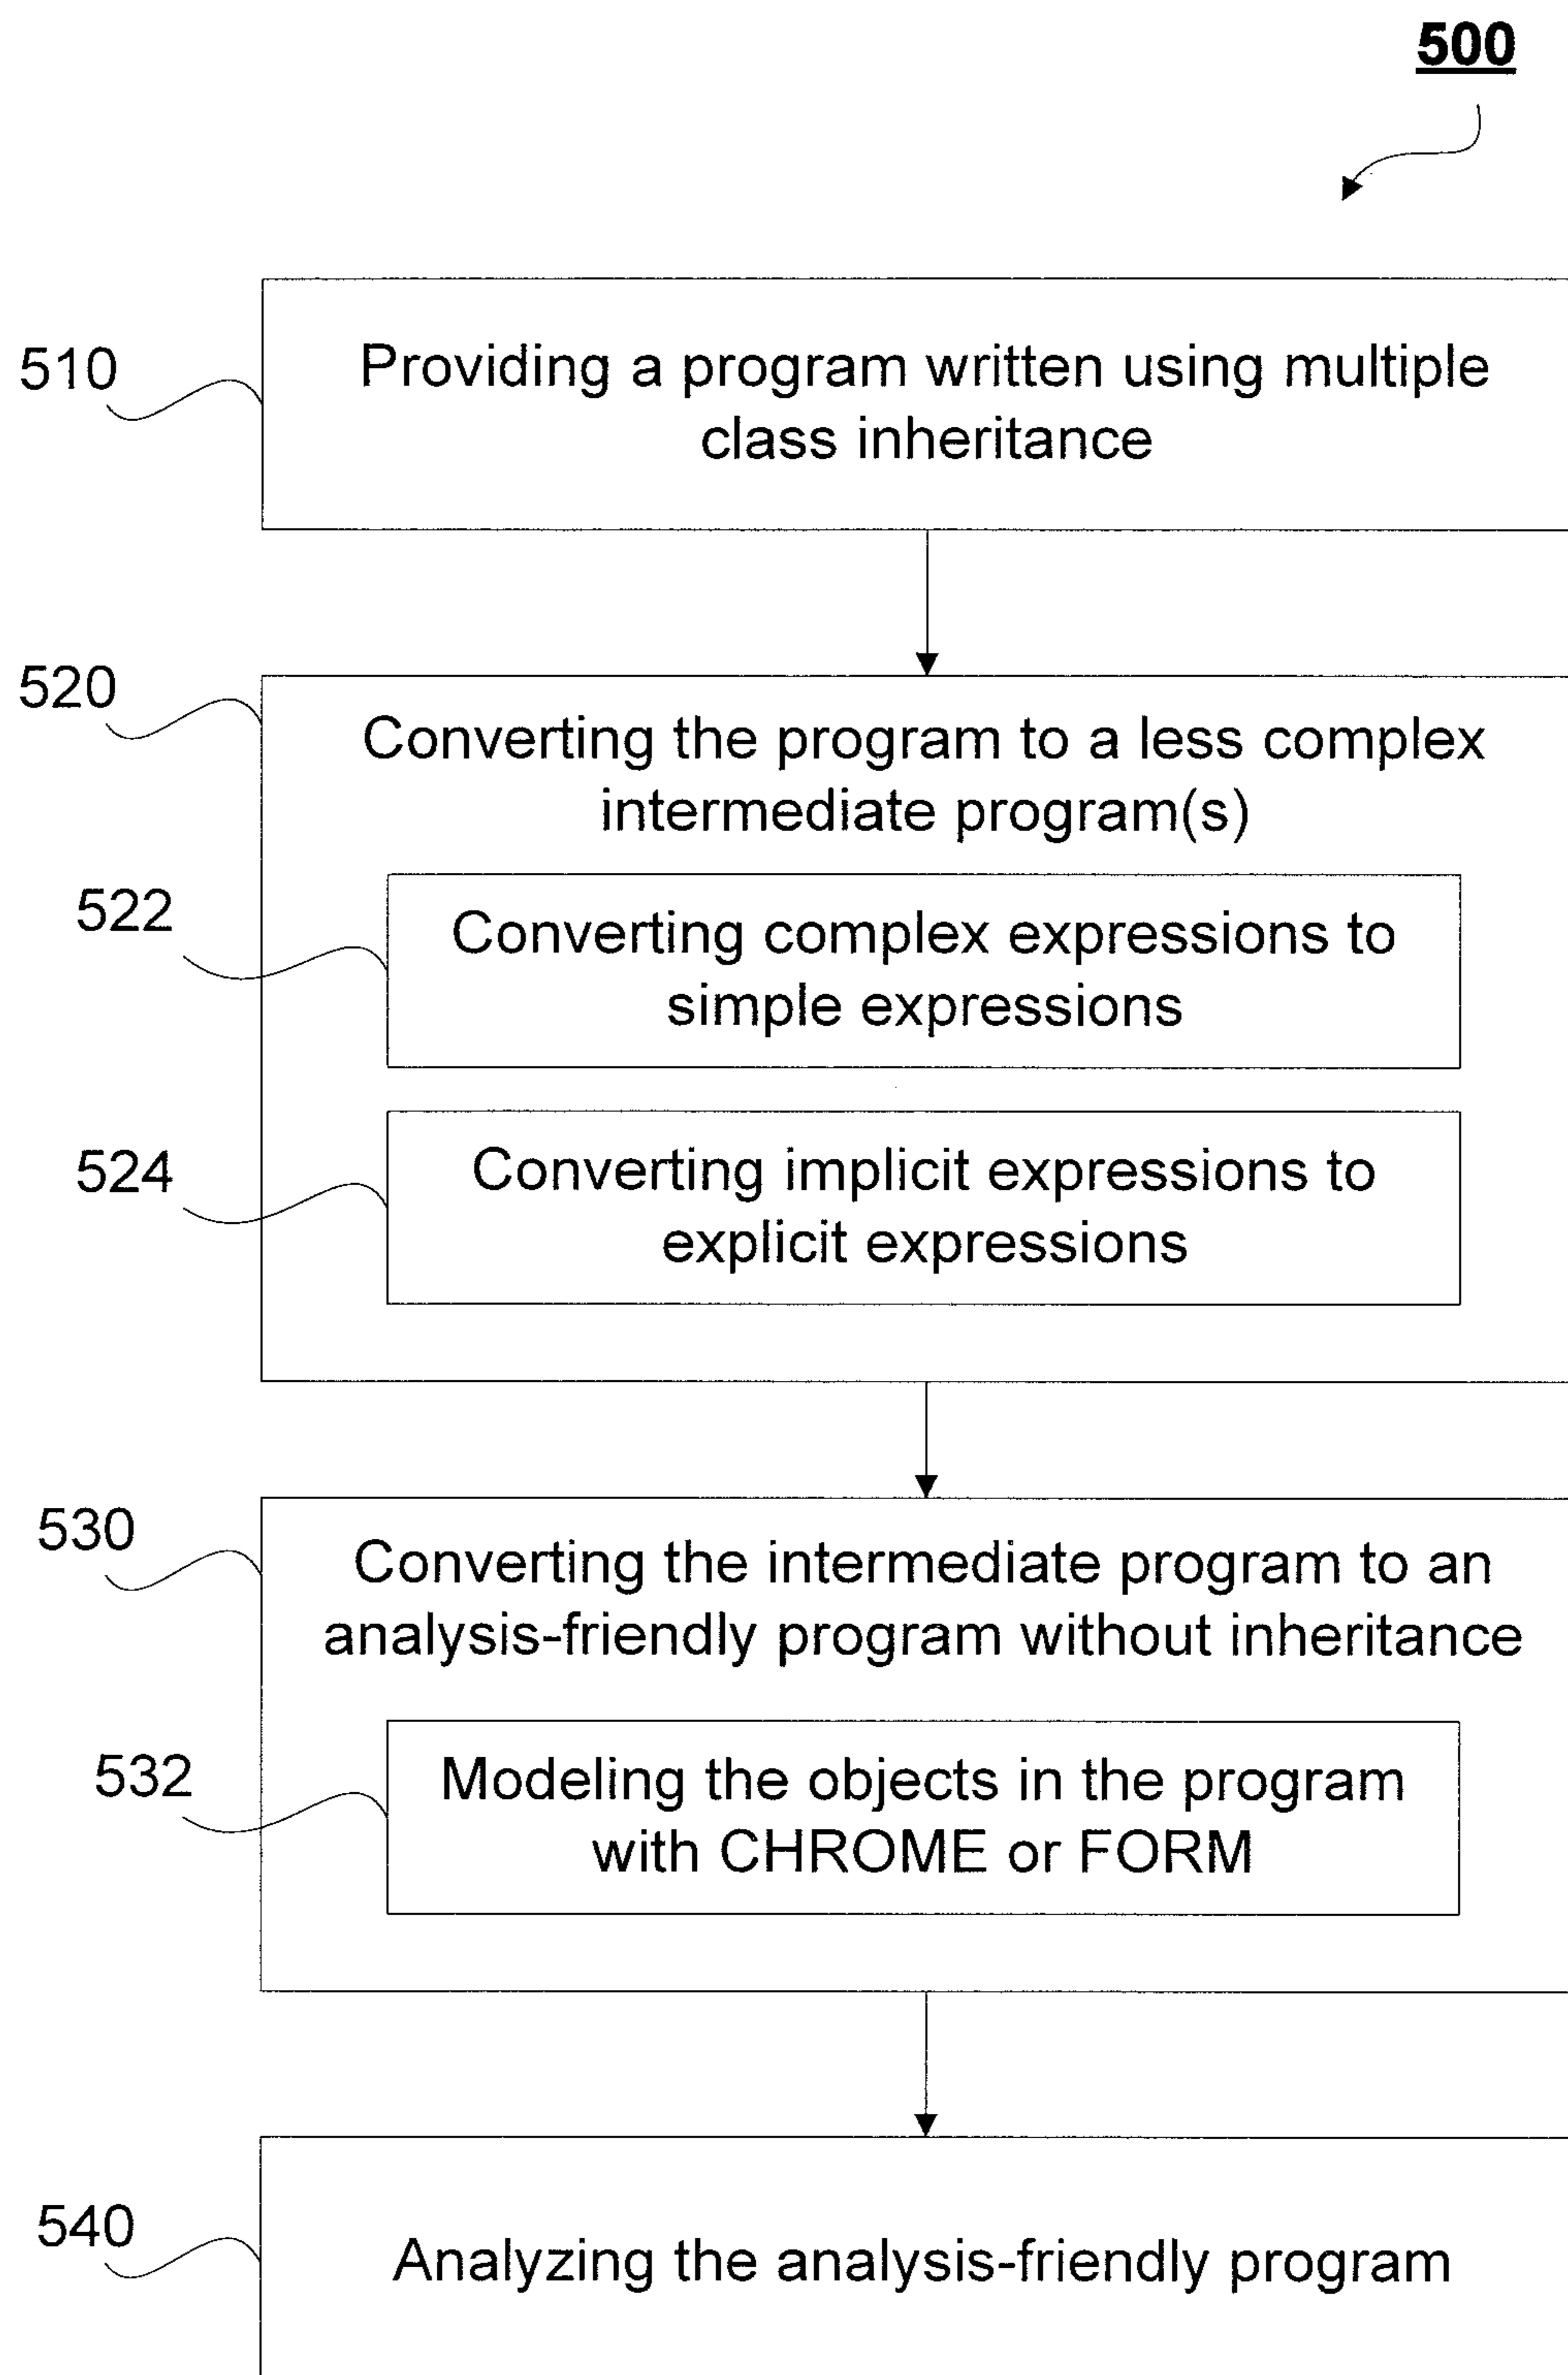 500
510
Providing a program written using multiple
class inheritance
520
Converting the program to a less complex
intermediate program(s)
522
Converting complex expressions to
simple expressions
524
Converting implicit expressions to
explicit expressions
530
Converting the intermediate program to an
analysis-friendly program without inheritance
532
Modeling the objects in the program
with CHROME or FORM
540
Analyzing the analysis-friendly program